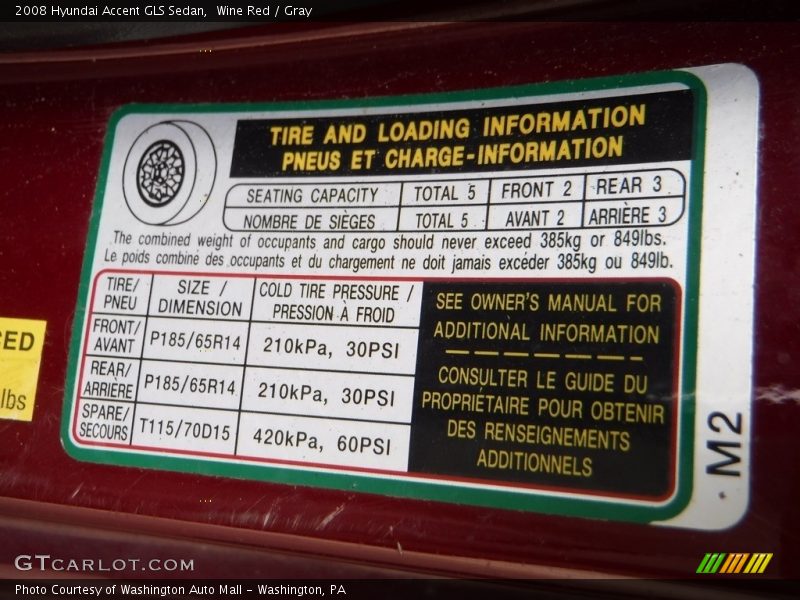 2008 Hyundai Accent GLS Sedan, Wine Red / Gray
TIRE AND LOADING INFORMATION
PNEUS ET CHARGE-INFORMATION
SEATING CAPACITY TOTAL 5 FRONT 2 REAR 3
NOMBRE DE SIÈGES TOTAL 5 AVANT 2 ARRIÈRE 3
The combined weight of occupants and cargo should never exceed 385kg or 849lbs.
Le poids combiné des occupants et du chargement ne doit jamais excéder 385kg ou 849lb.
TIRE/ PNEU SIZE / DIMENSION COLD TIRE PRESSURE / PRESSION À FROID
FRONT/ AVANT P185/65R14 210kPa, 30PSI
REAR/ ARRIÈRE P185/65R14 210kPa, 30PSI
SPARE/ SECOURS T115/70D15 420kPa, 60PSI
SEE OWNER'S MANUAL FOR
ADDITIONAL INFORMATION
CONSULTER LE GUIDE DU
PROPRIÉTAIRE POUR OBTENIR
DES RENSEIGNEMENTS
ADDITIONNELS
M2
CED
lbs
GTCARLOT.COM
Photo Courtesy of Washington Auto Mall - Washington, PA